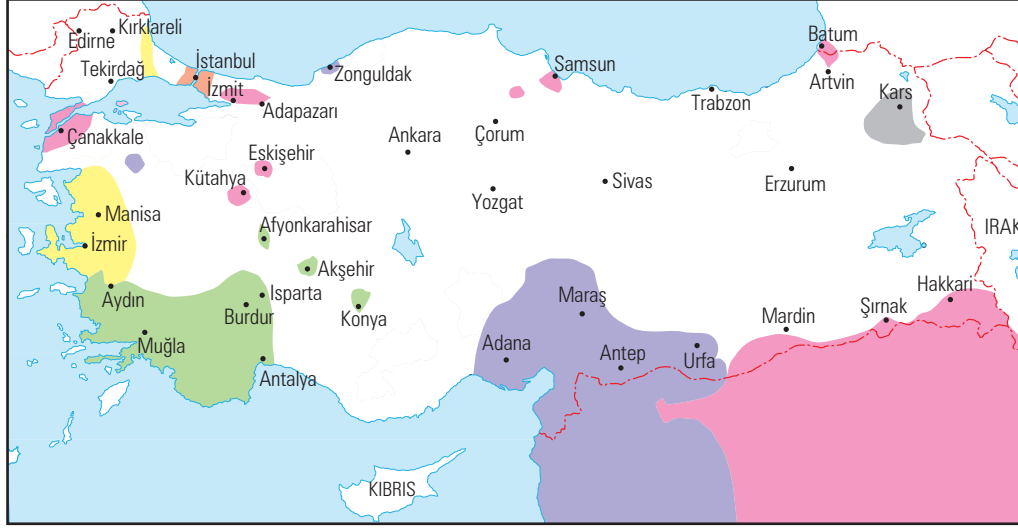 Kırklareli
Edirne
Tekirdağ
İstanbul
İzmit
Adapazarı
Zonguldak
Samsun
Batum
Artvin
Trabzon
Kars
Çanakkale
Ankara
Çorum
Eskişehir
Kütahya
Yozgat
Sivas
Erzurum
Manisa
İzmir
Afyonkarahisar
Akşehir
IRAK
Aydın
Isparta
Burdur
Konya
Maraş
Hakkari
Şırnak
Mardin
Muğla
Antalya
Adana
Antep
Urfa
KIBRIS